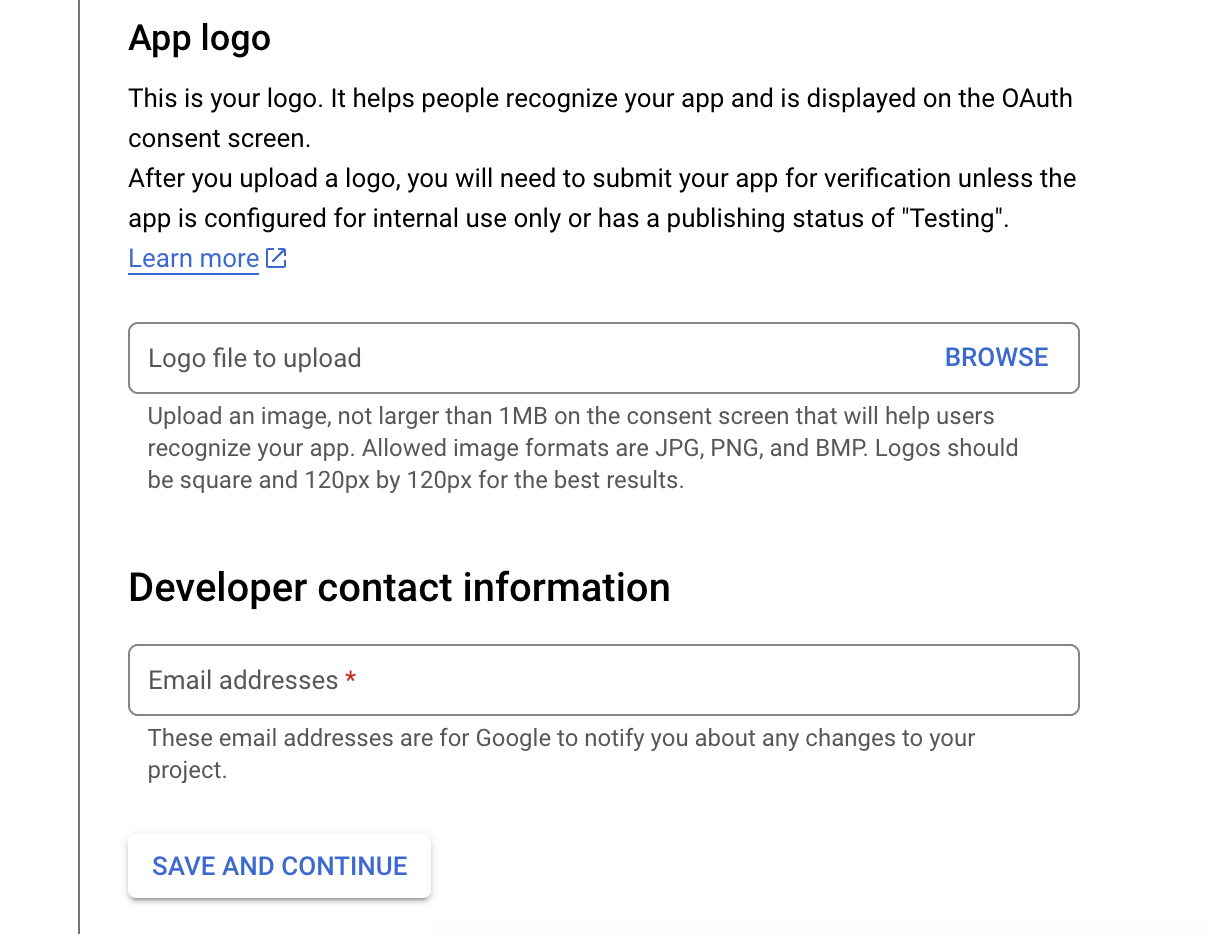 App logo
This is your logo. It helps people recognize your app and is displayed on the OAuth
consent screen.
After you upload a logo, you will need to submit your app for verification unless the
app is configured for internal use only or has a publishing status of "Testing".
Learn more
Logo file to upload BROWSE
Upload an image, not larger than 1MB on the consent screen that will help users
recognize your app. Allowed image formats are JPG, PNG, and BMP. Logos should
be square and 120px by 120px for the best results.
Developer contact information
Email addresses *
These email addresses are for Google to notify you about any changes to your
project.
SAVE AND CONTINUE